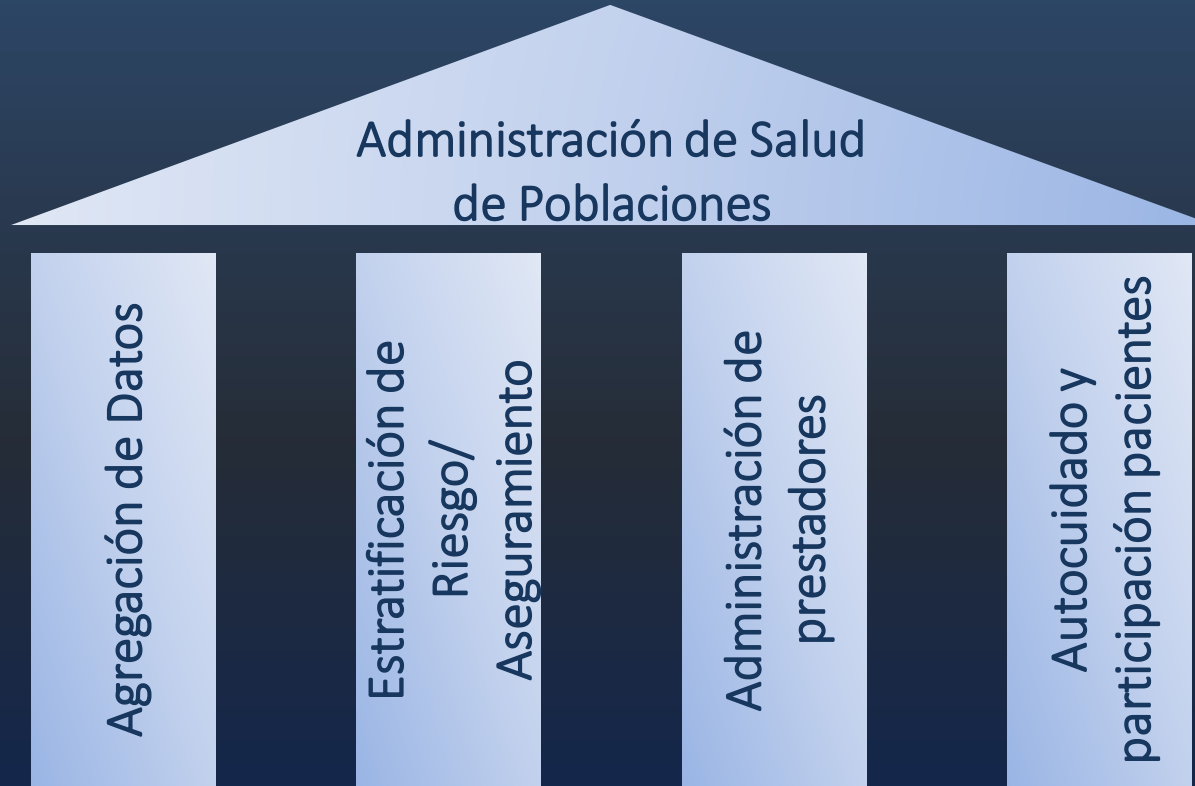 Administración de Salud
de Poblaciones
Agregación de Datos
Estratificación de
Riesgo/
Aseguramiento
Administración de
prestadores
Autocuidado y
participación pacientes